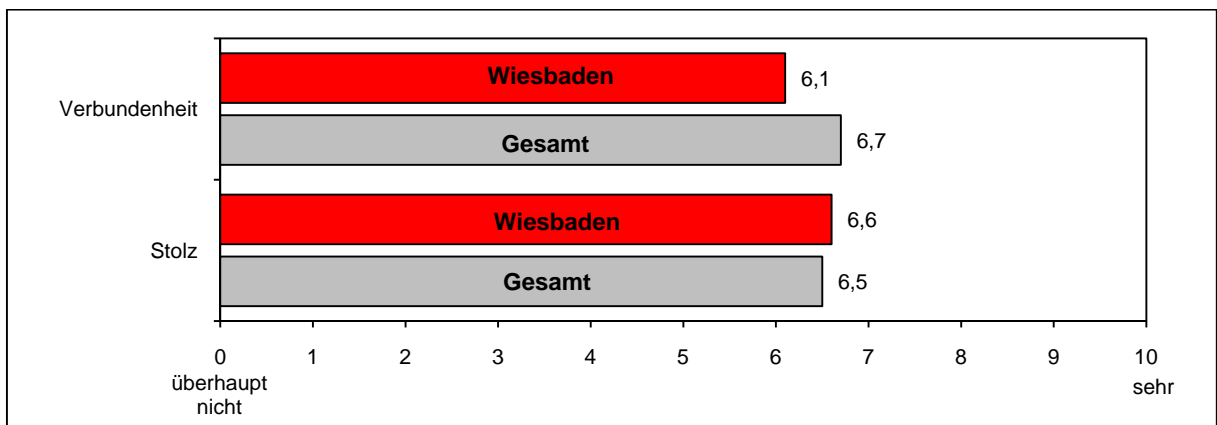 Wiesbaden
6,1
Verbundenheit
Gesamt
6,7
Wiesbaden
6,6
Stolz
Gesamt
6,5
0 1 2 3 4 5 6 7 8 9 10
überhaupt
nicht
sehr